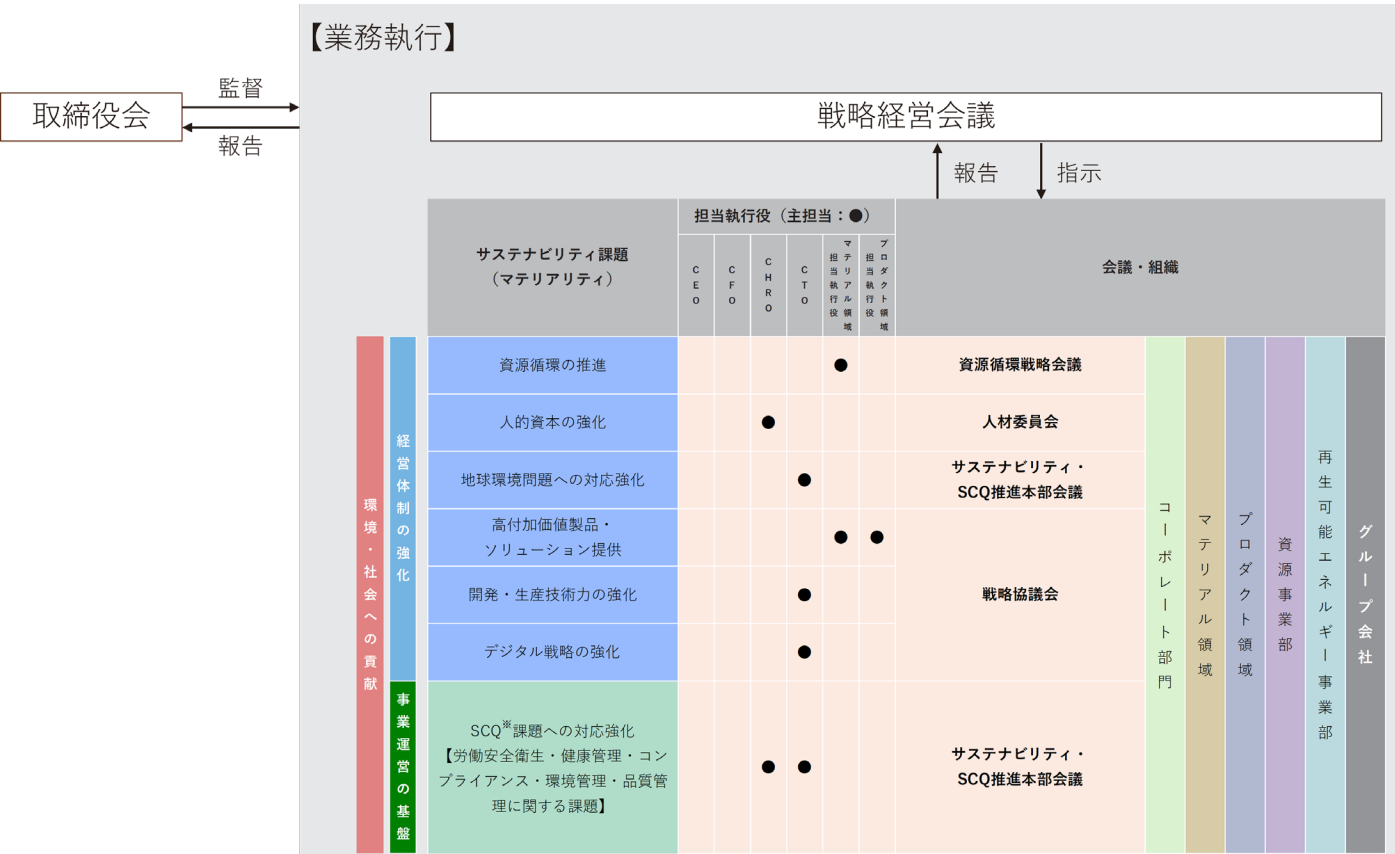 【業務執行】
監督
取締役会
戦略経営会議
報告
報告
指示
サステナビリティ課題
（マテリアリティ）
担当執行役（主担当：●）
会議・組織
CEO
CFO
CHRO
CTO
マテリアル領域
担当執行役
プロダクト領域
担当執行役
環境・社会への貢献
経営体制の強化
資源循環の推進
●
資源循環戦略会議
人的資本の強化
●
人材委員会
地球環境問題への対応強化
●
サステナビリティ・
SCQ推進本部会議
高付加価値製品・
ソリューション提供
● ●
開発・生産技術力の強化
●
戦略協議会
デジタル戦略の強化
●
事業運営の基盤
SCQ※課題への対応強化
【労働安全衛生・健康管理・コン
プライアンス・環境管理・品質管
理に関する課題】
● ●
サステナビリティ・
SCQ推進本部会議
コーポレート部門
マテリアル領域
プロダクト領域
資源事業部
再生可能エネルギー事業部
グループ会社